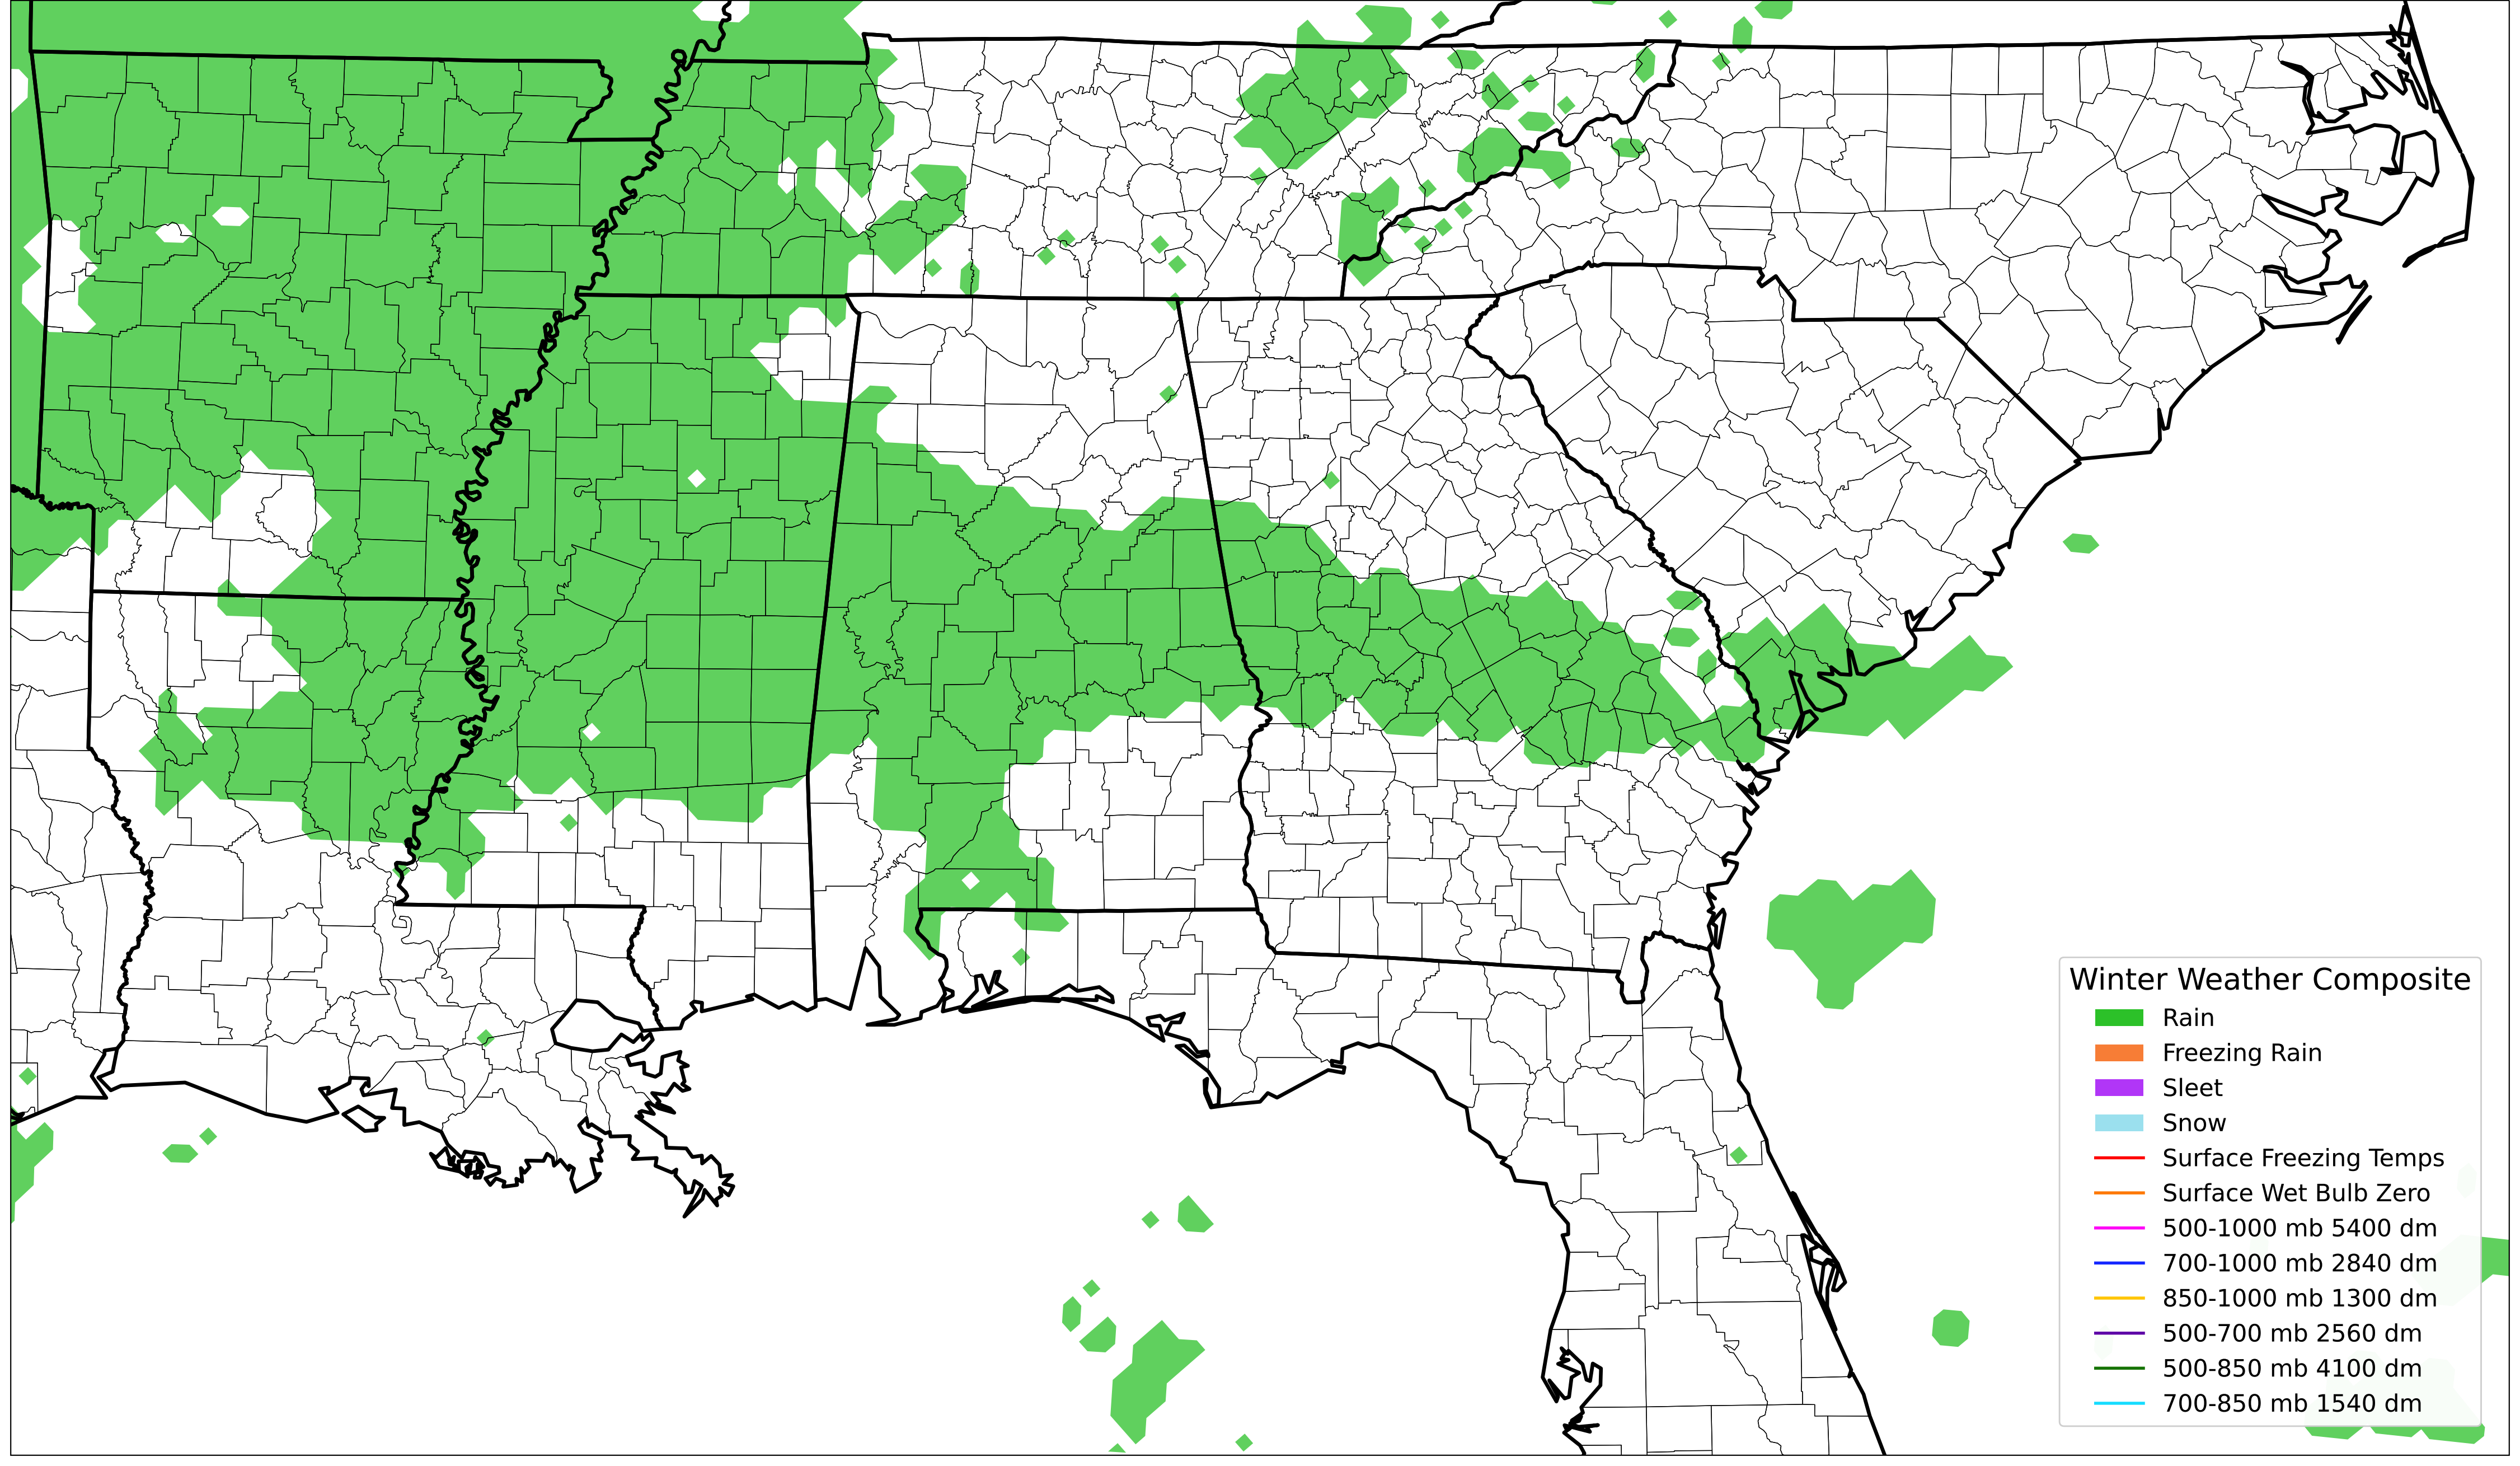 Winter Weather Composite
Rain
Freezing Rain
Sleet
Snow
Surface Freezing Temps
Surface Wet Bulb Zero
500-1000 mb 5400 dm
700-1000 mb 2840 dm
850-1000 mb 1300 dm
500-700 mb 2560 dm
500-850 mb 4100 dm
700-850 mb 1540 dm